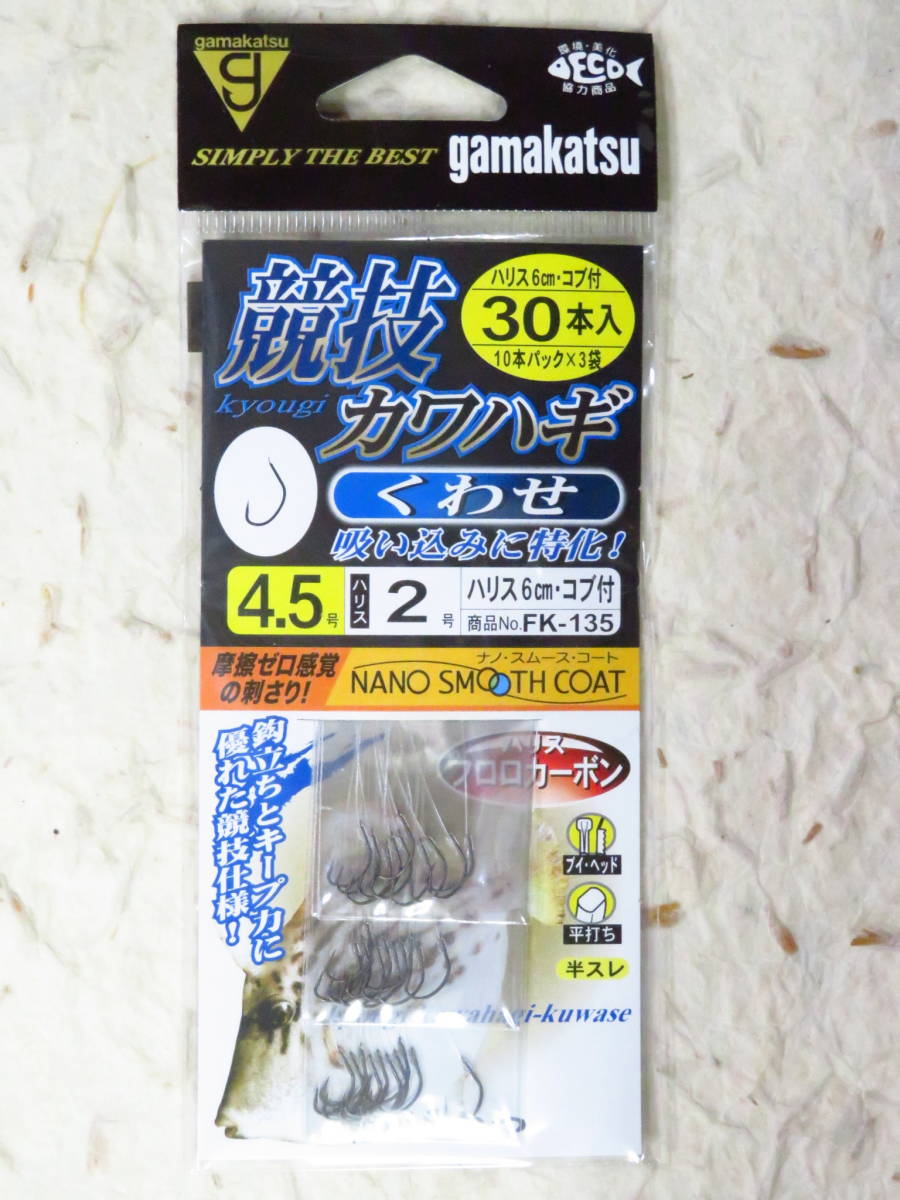 gamakatsu
g
SIMPLY THE BEST
環境・美化
ECO
協力商品
gamakatsu
競技
kyougi
カワハギ
ハリス6cm・コブ付
30本入
10本パック×3袋
くわせ
吸い込みに特化!
4.5号
ハリス
2号
ハリス6cm・コブ付
商品No.FK-135
摩擦ゼロ感覚
の刺さり!
ナノ・スムース・コート
NANO SMOOTH COAT
鈎立ちとキープ力に
優れた競技仕様!
ハリス
フロロカーボン
ブイ・ヘッド
平打ち
半スレ
-kuwase